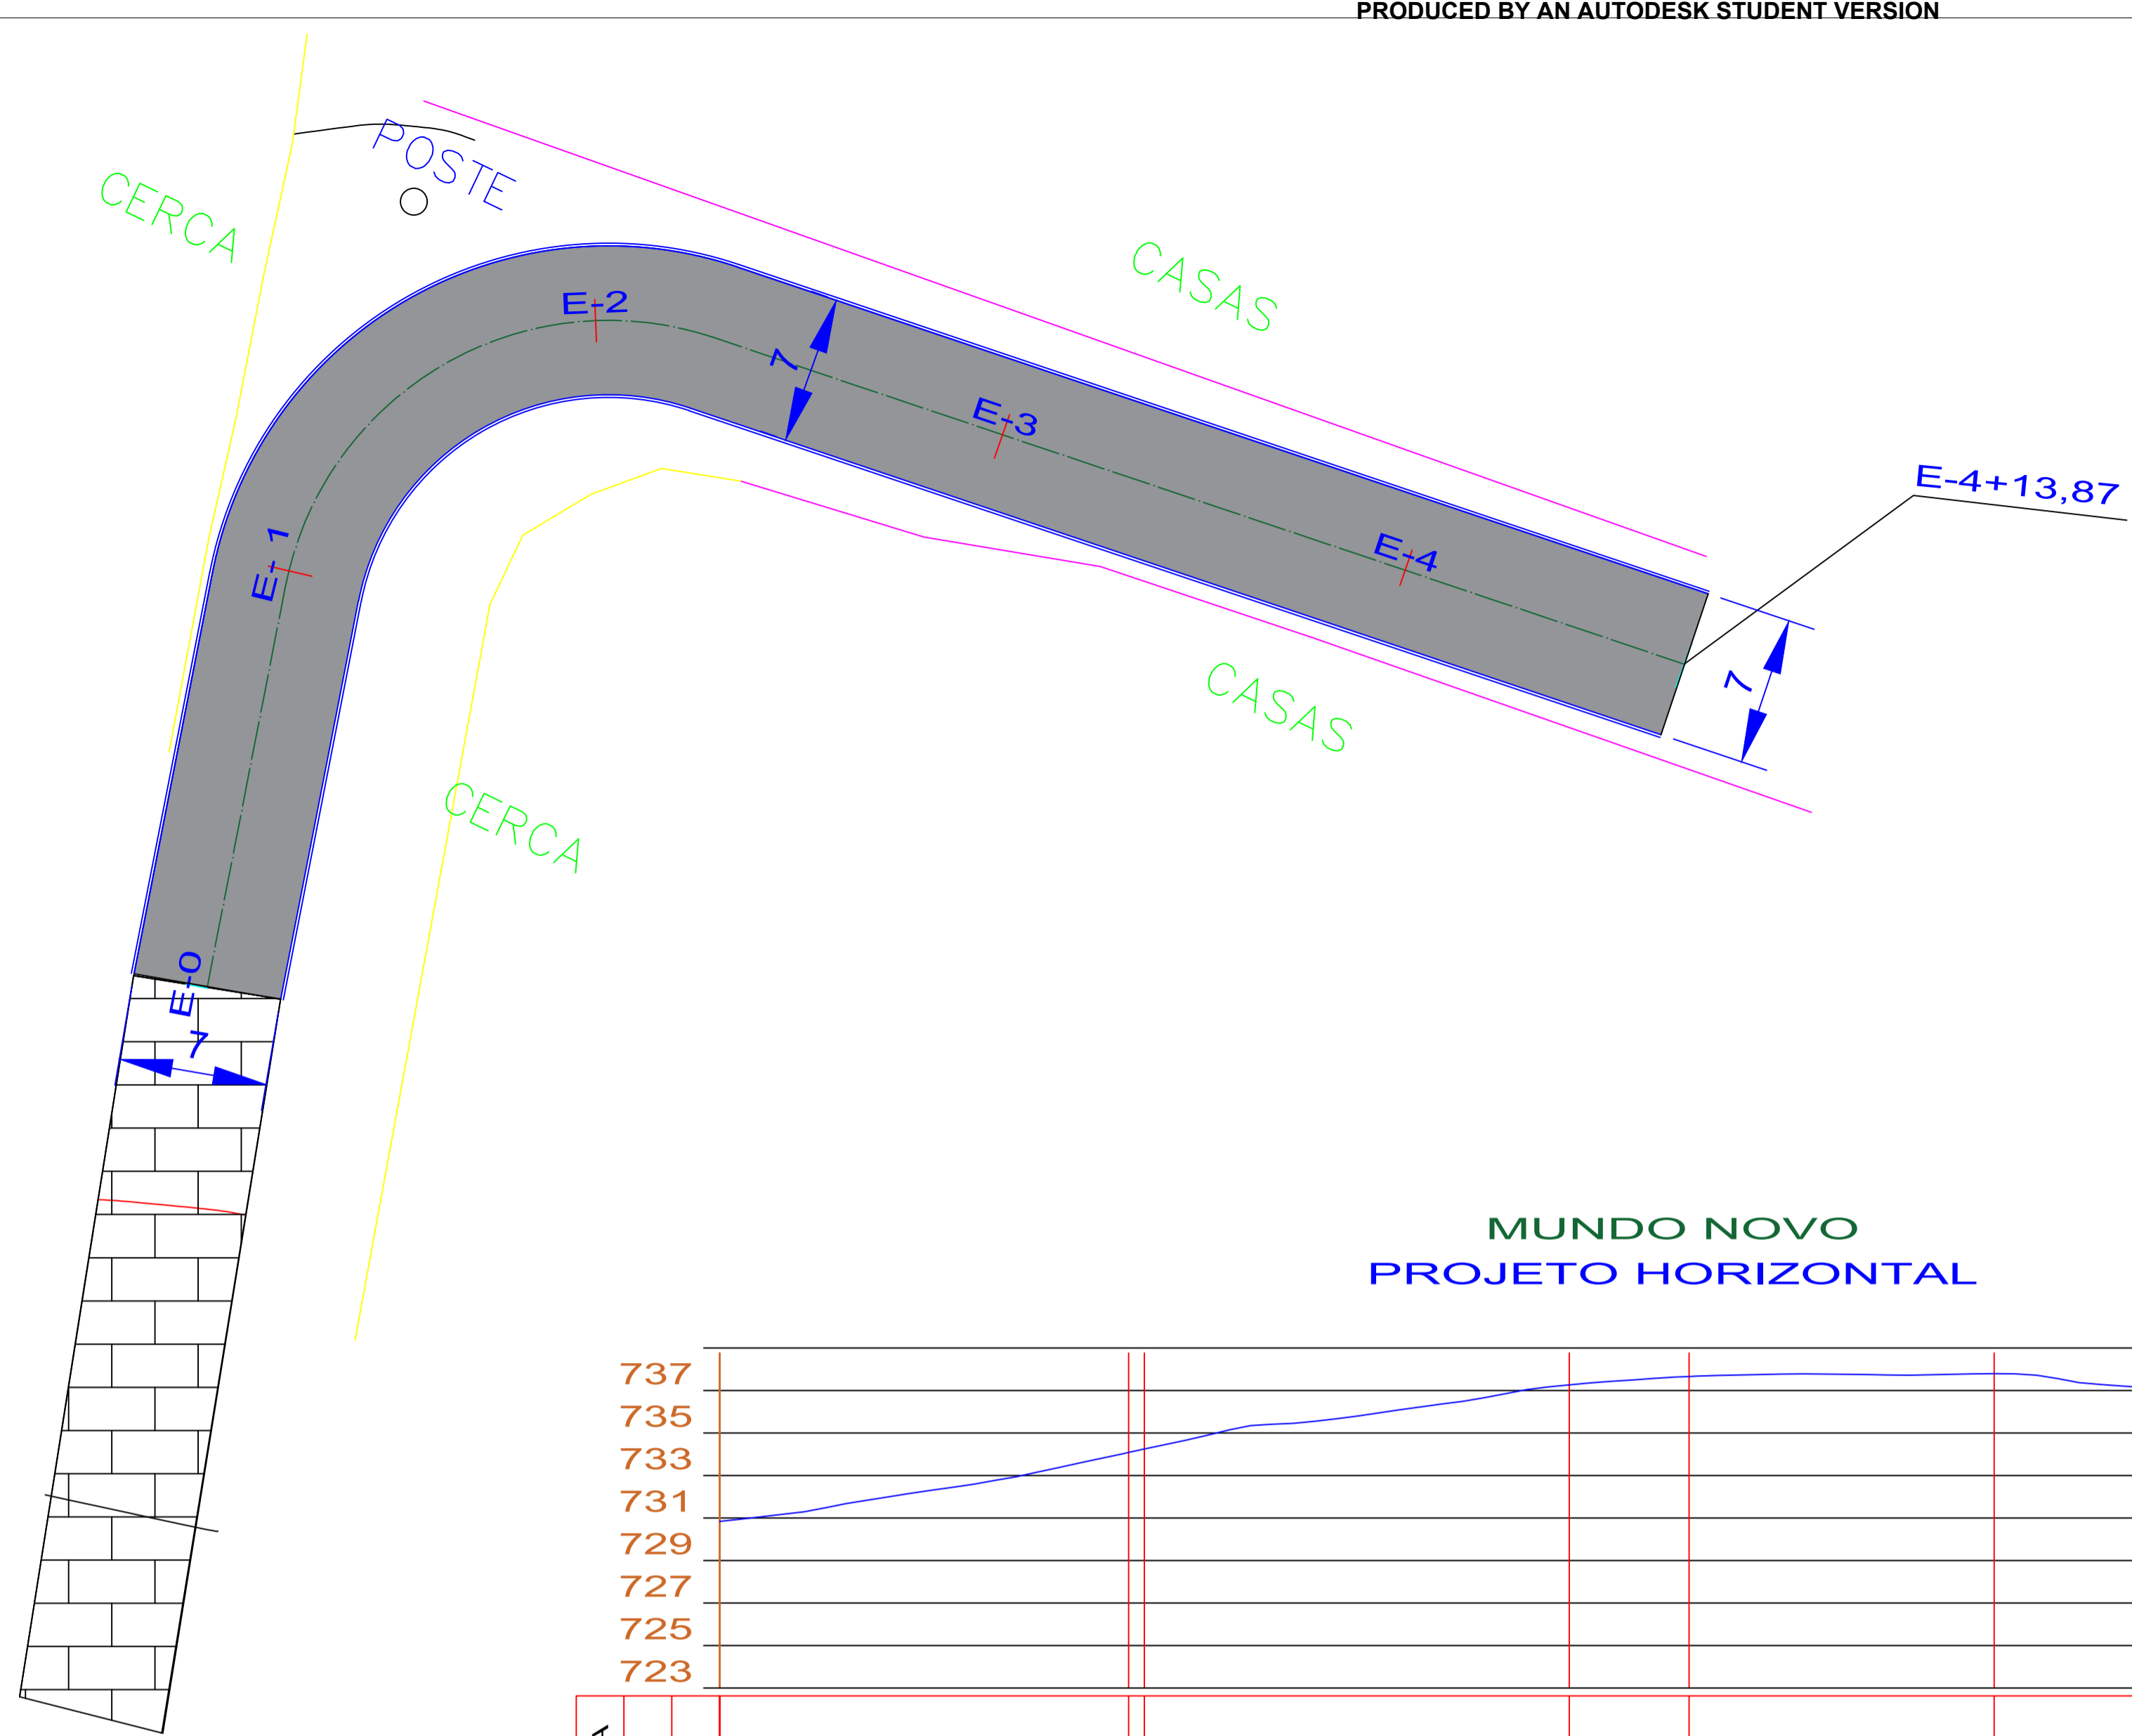 PRODUCED BY AN AUTODESK STUDENT VERSION
POSTE
CERCA
CASAS
E-2
7
E-3
E-4+13,87
E-1
E-4
7
CASAS
CERCA
E-0
7
MUNDO NOVO
PROJETO HORIZONTAL
737
735
733
731
729
727
725
723
A